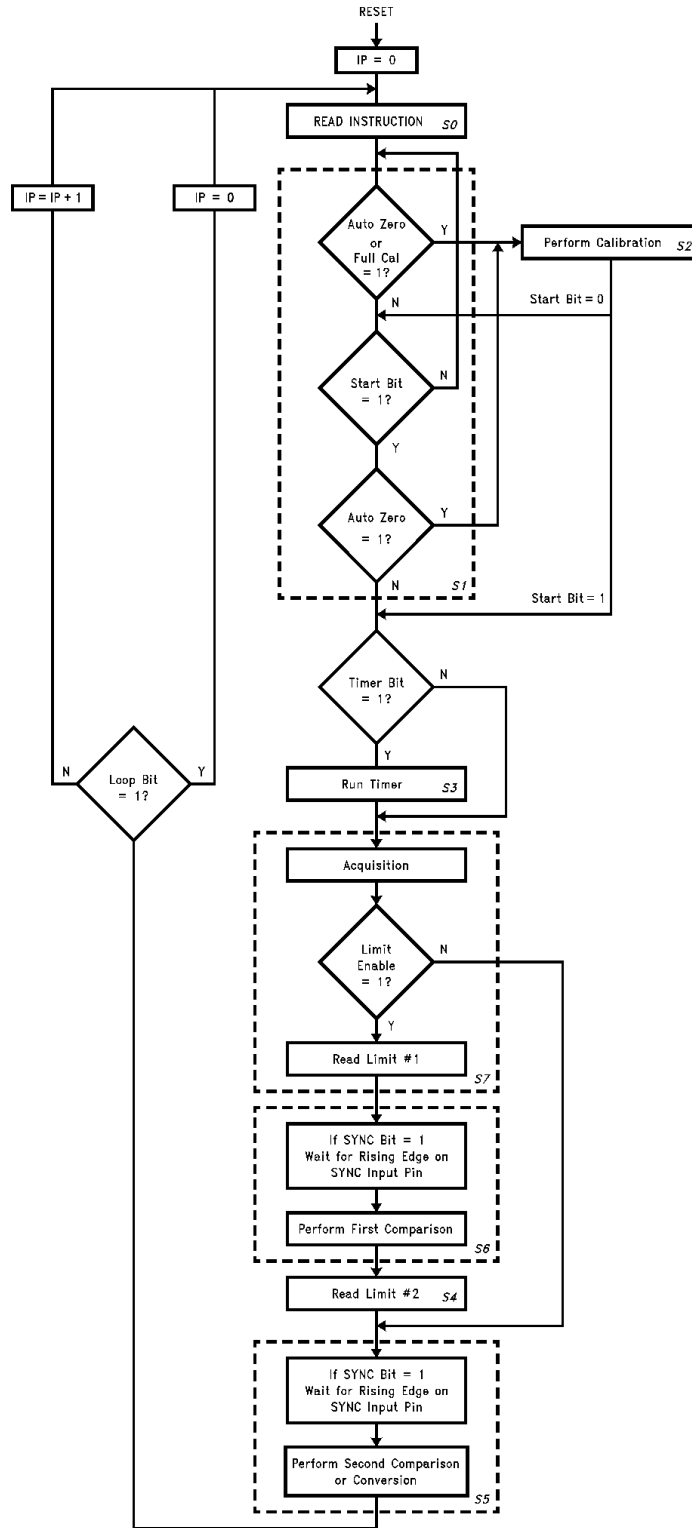 RESET
IP = 0
READ INSTRUCTION S0
IP = IP + 1
IP = 0
Auto Zero
or
Full Cal
= 1?
Y
Perform Calibration S2
N
Start Bit = 0
Start Bit
= 1?
N
Y
Auto Zero
= 1?
Y
N
S1
Start Bit = 1
Timer Bit
= 1?
N
Y
Loop Bit
= 1?
N
Y
Run Timer S3
Acquisition
Limit
Enable
= 1?
N
Y
Read Limit #1
S7
If SYNC Bit = 1
Wait for Rising Edge on
SYNC Input Pin
Perform First Comparison
S6
Read Limit #2 S4
If SYNC Bit = 1
Wait for Rising Edge on
SYNC Input Pin
Perform Second Comparison
or Conversion
S5